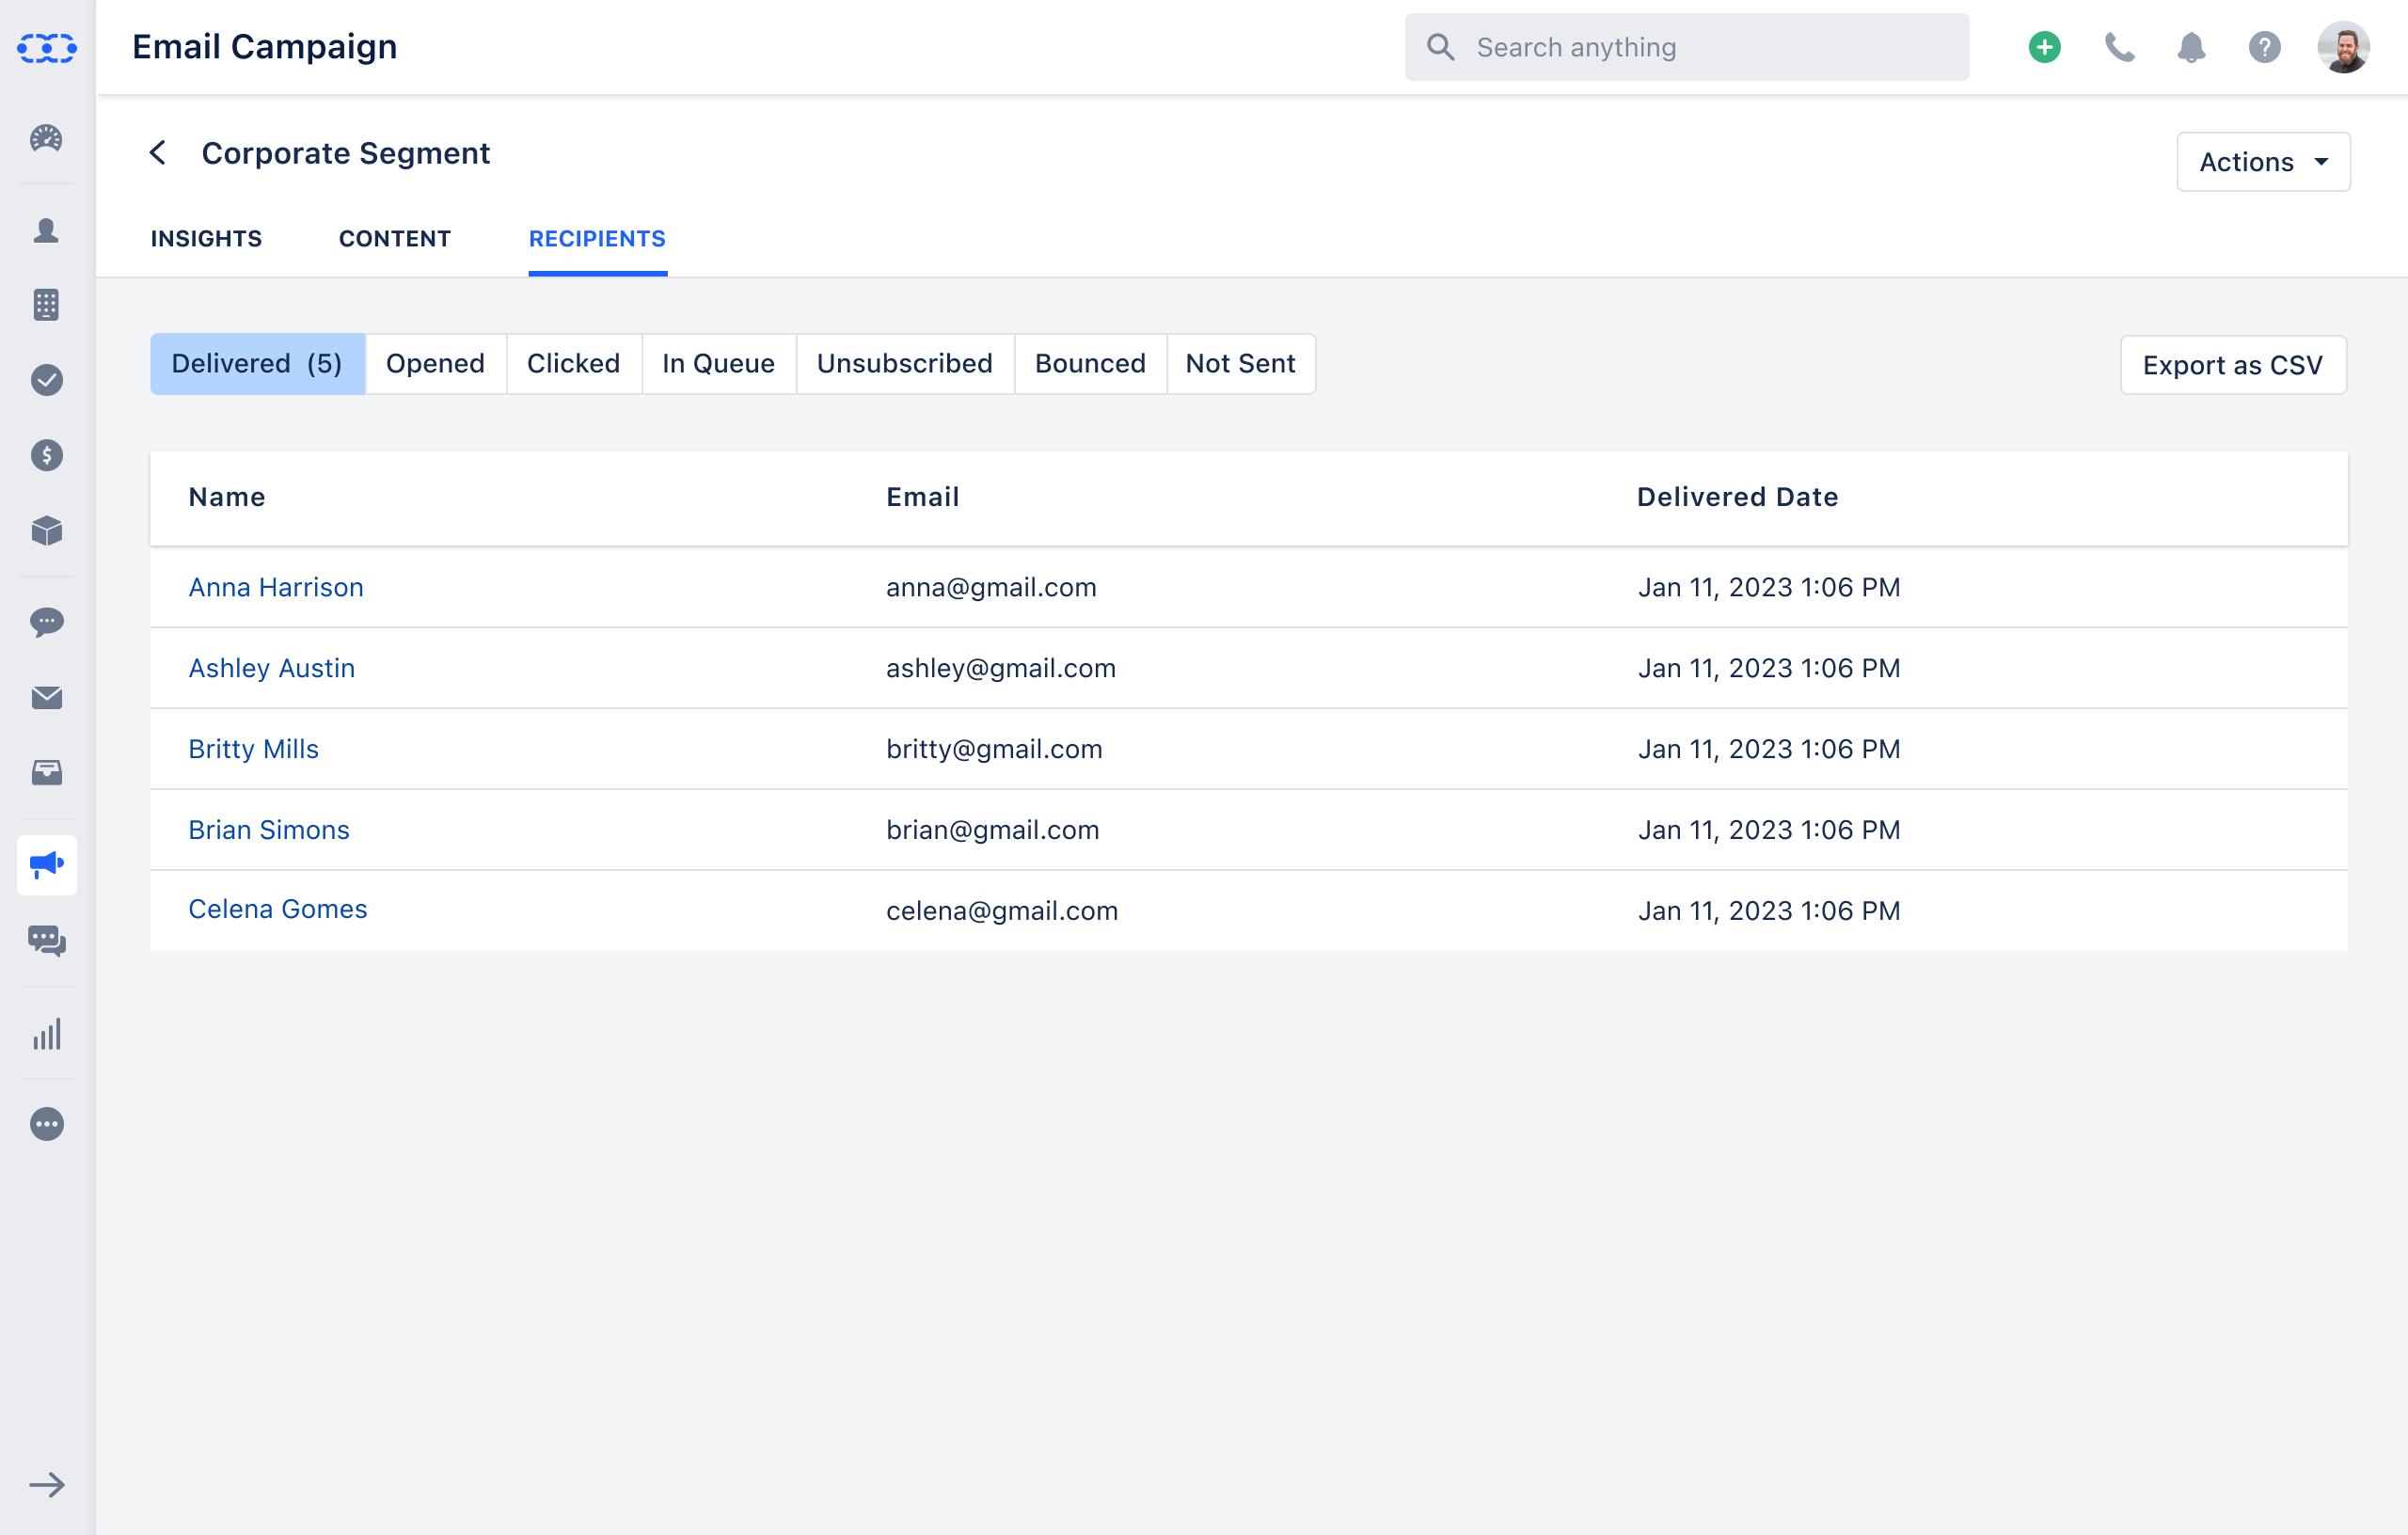 Email Campaign
Search anything
Corporate Segment
Actions
INSIGHTS CONTENT RECIPIENTS
Delivered (5) Opened Clicked In Queue Unsubscribed Bounced Not Sent
Export as CSV
Name Email Delivered Date
Anna Harrison anna@gmail.com Jan 11, 2023 1:06 PM
Ashley Austin ashley@gmail.com Jan 11, 2023 1:06 PM
Britty Mills britty@gmail.com Jan 11, 2023 1:06 PM
Brian Simons brian@gmail.com Jan 11, 2023 1:06 PM
Celena Gomes celena@gmail.com Jan 11, 2023 1:06 PM